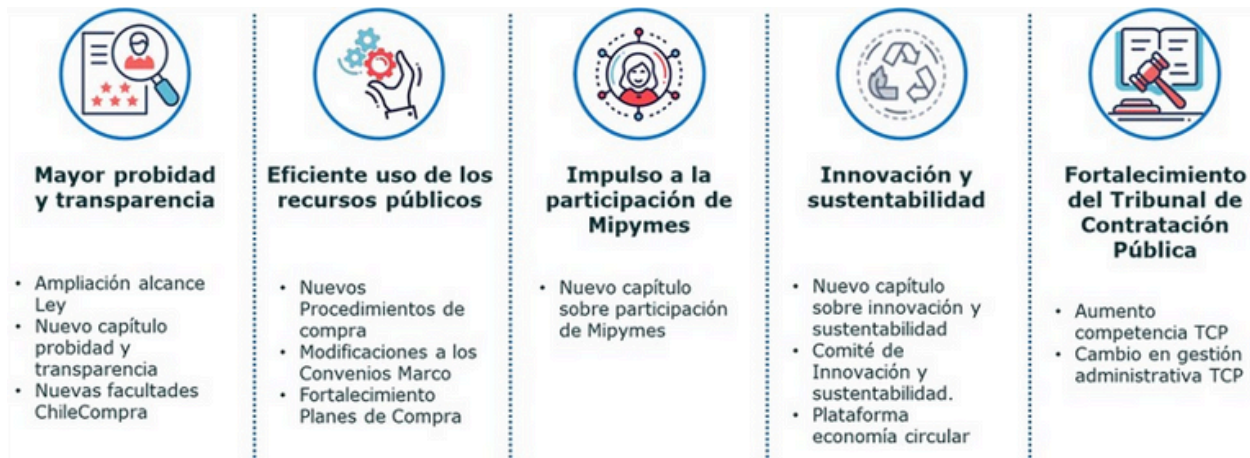 Mayor probidad
y transparencia
• Ampliación alcance
Ley
• Nuevo capítulo
probidad y
transparencia
• Nuevas facultades
ChileCompra
Eficiente uso de los
recursos públicos
• Nuevos
Procedimientos de
compra
• Modificaciones a los
Convenios Marco
• Fortalecimiento
Planes de Compra
Impulso a la
participación de
Mipymes
• Nuevo capítulo
sobre participación
de Mipymes
Innovación y
sustentabilidad
• Nuevo capítulo
sobre innovación y
sustentabilidad
• Comité de
Innovación y
sustentabilidad.
• Plataforma
economía circular
Fortalecimiento
del Tribunal de
Contratación
Pública
• Aumento
competencia TCP
• Cambio en gestión
administrativa TCP